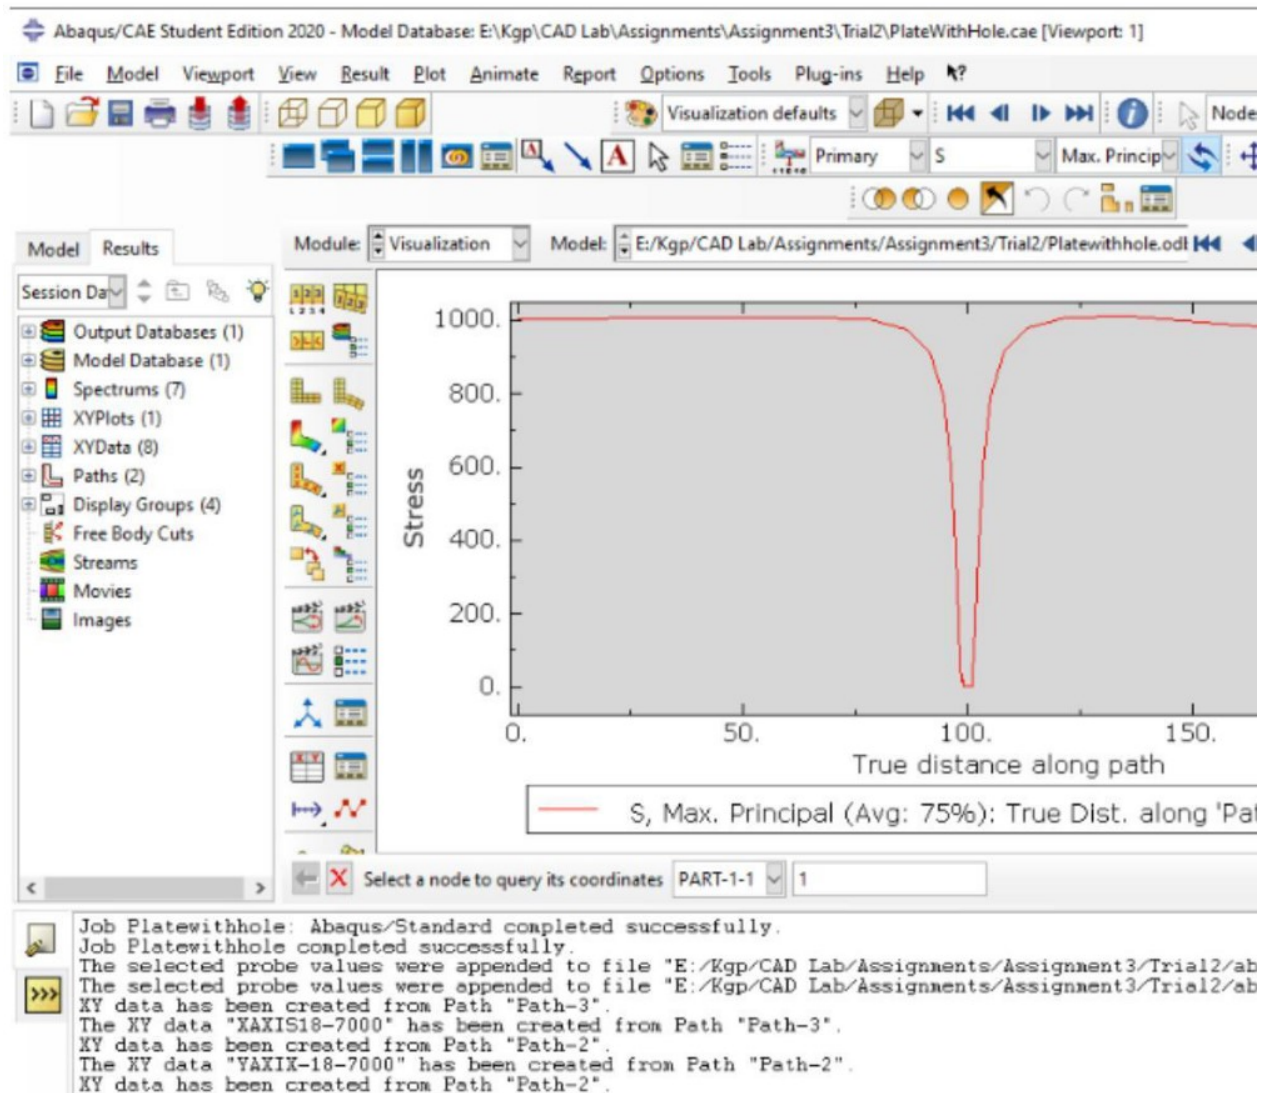 Abaqus/CAE Student Edition 2020 - Model Database: E:\Kgp\CAD Lab\Assignments\Assignment3\Trial2\PlateWithHole.cae [Viewport: 1]
File Model Viewport View Result Plot Animate Report Options Tools Plug-ins Help
Visualization defaults
Node
Primary S Max. Princip
Model Results
Module: Visualization Model: E:/Kgp/CAD Lab/Assignments/Assignment3/Trial2/Platewithhole.odb
Session Da
Output Databases (1)
Model Database (1)
Spectrums (7)
XYPlots (1)
XYData (8)
Paths (2)
Display Groups (4)
Free Body Cuts
Streams
Movies
Images
1000.
800.
600.
400.
200.
0.
Stress
0. 50. 100. 150.
True distance along path
S, Max. Principal (Avg: 75%): True Dist. along 'Pat
Select a node to query its coordinates PART-1-1 1
Job Platewithhole: Abaqus/Standard completed successfully.
Job Platewithhole completed successfully.
The selected probe values were appended to file "E:/Kgp/CAD Lab/Assignments/Assignment3/Trial2/ab
The selected probe values were appended to file "E:/Kgp/CAD Lab/Assignments/Assignment3/Trial2/ab
XY data has been created from Path "Path-3".
The XY data "XAXIS18-7000" has been created from Path "Path-3".
XY data has been created from Path "Path-2".
The XY data "YAXIX-18-7000" has been created from Path "Path-2".
XY data has been created from Path "Path-2".